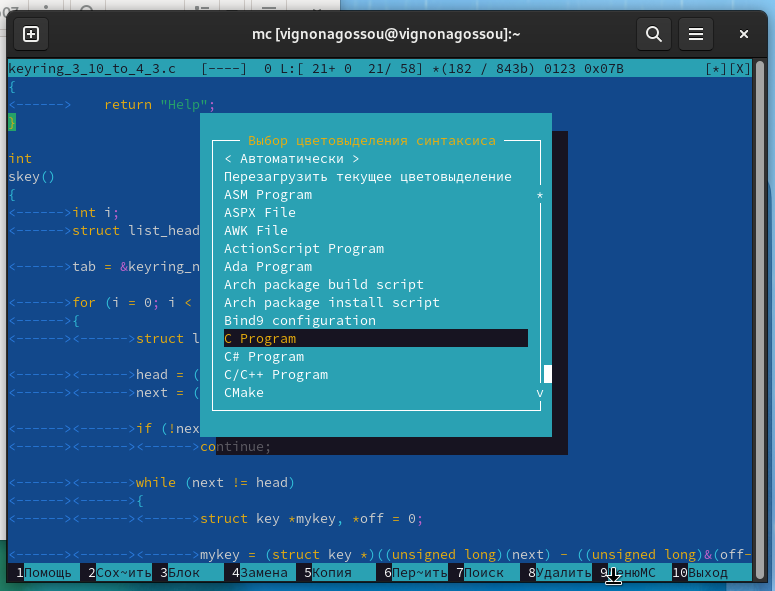 mc [vignonagossou@vignonagossou]:~
keyring_3_10_to_4_3.c [----] 0 L:[ 21+ 0 21/ 58] *(182 / 843b) 0123 0x07B [*][X]
{
<------> return "Help";
}
Выбор цветовыделения синтаксиса
int
< Автоматически >
skey()
Перезагрузить текущее цветовыделение
{
ASM Program
<------>int i;
ASPX File
<------>struct list_head
AWK File
ActionScript Program
<------>tab = &keyring_n
Ada Program
Arch package build script
<------>for (i = 0; i <
Arch package install script
<------>{
Bind9 configuration
<------><------>struct l
C Program
C# Program
<------><------>head = (
C/C++ Program
<------><------>next = (
CMake
<------><------>if (!nex
<------><------><------>continue;
<------><------>while (next != head)
<------><------>{
<------><------><------>struct key *mykey, *off = 0;
<------><------><------>mykey = (struct key *)((unsigned long)(next) - ((unsigned long)&(off-
1Помощь 2Сох~ить 3Блок 4Замена 5Копия 6Пер~ить 7Поиск 8Удалить 9МенюMC 10Выход